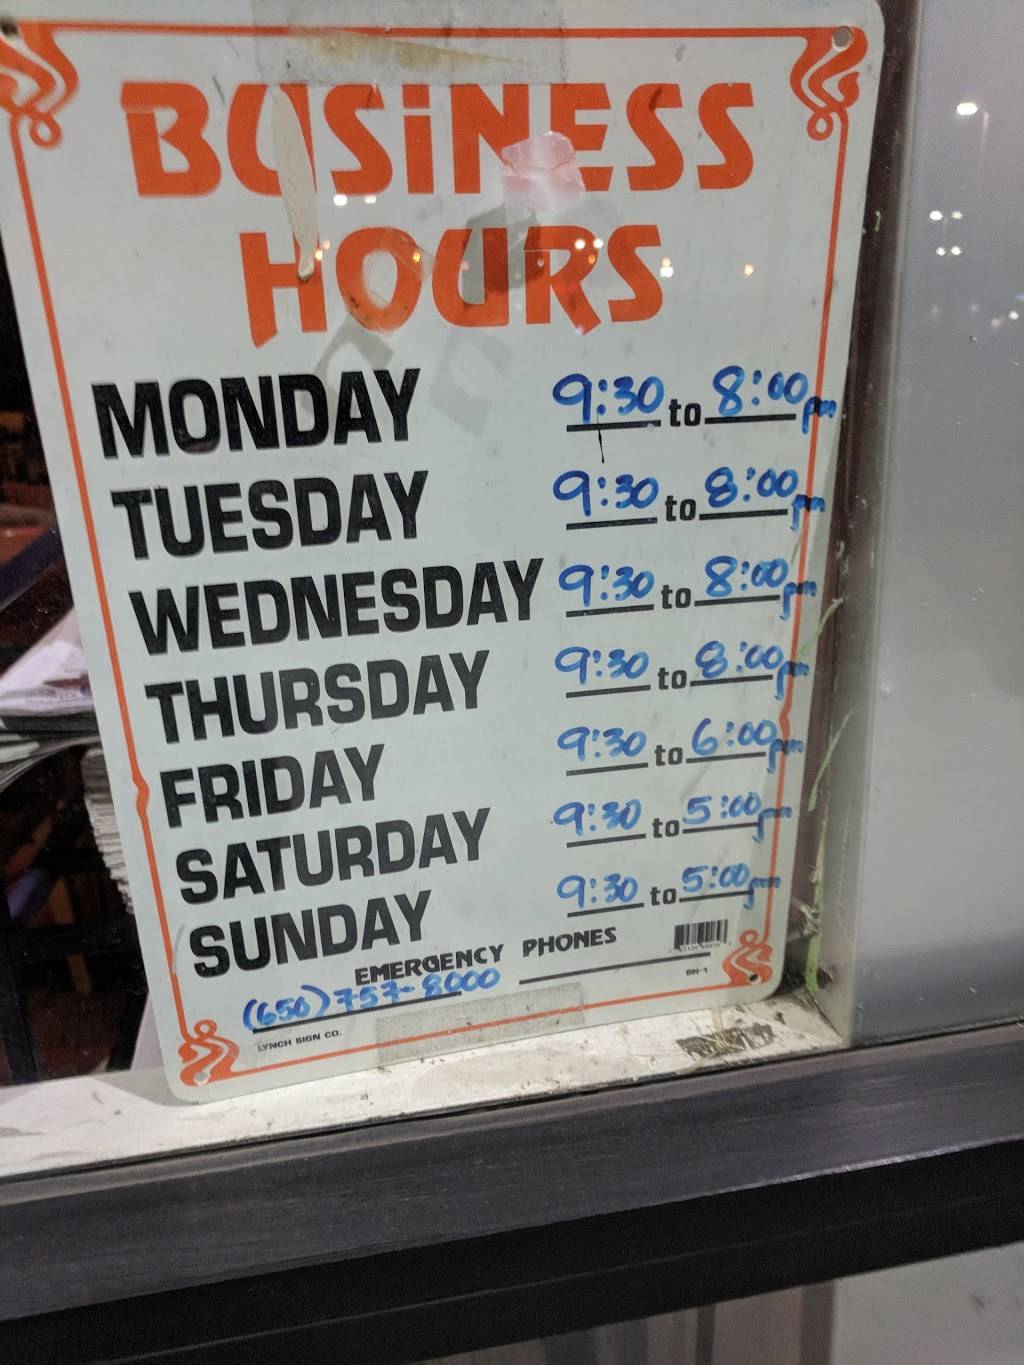 BUSiNESS
HOURS
MONDAY 9:30 to 8:00pm
TUESDAY 9:30 to 8:00pm
WEDNESDAY 9:30 to 8:00pm
THURSDAY 9:30 to 8:00pm
FRIDAY 9:30 to 6:00pm
SATURDAY 9:30 to 5:00pm
SUNDAY 9:30 to 5:00pm
EMERGENCY PHONES
(650) 757-8000
LYNCH SIGN CO.